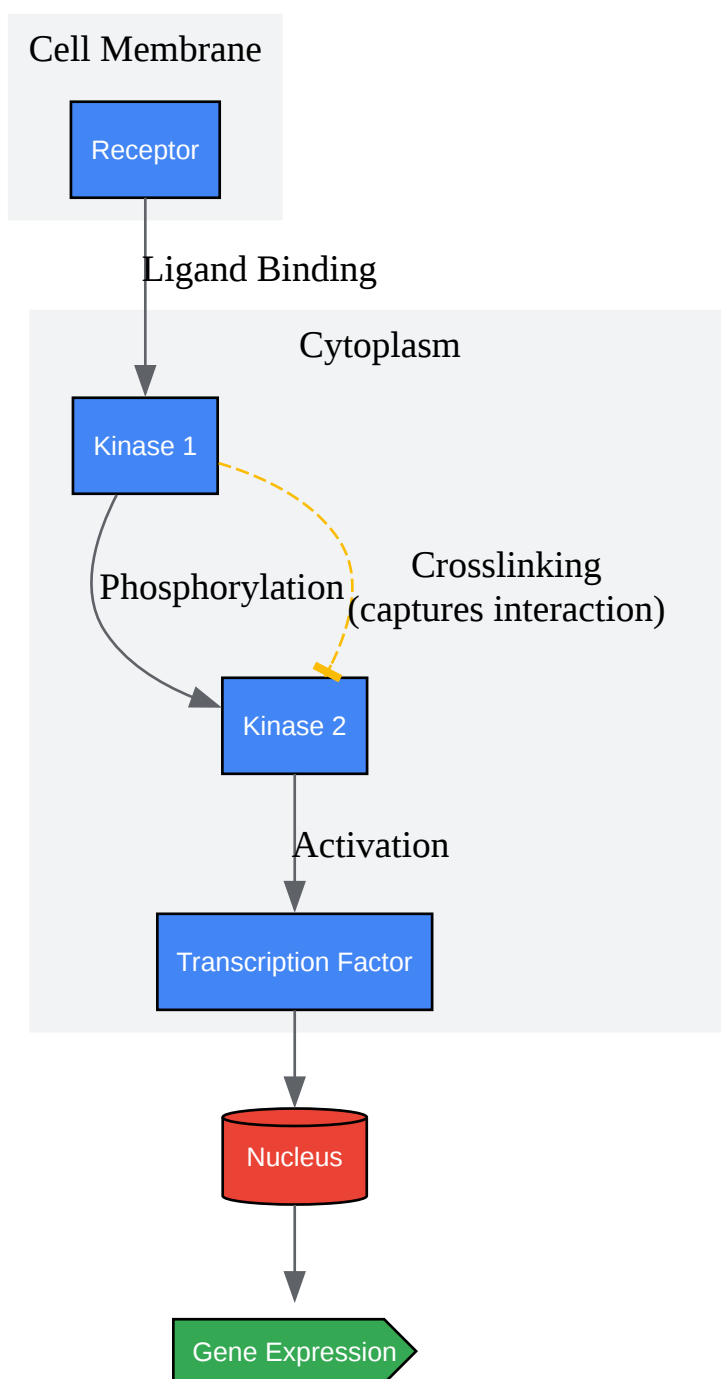 Cell Membrane
Receptor
Ligand Binding
Cytoplasm
Kinase 1
Crosslinking
(captures interaction)
Phosphorylation
Kinase 2
Activation
Transcription Factor
Nucleus
Gene Expression